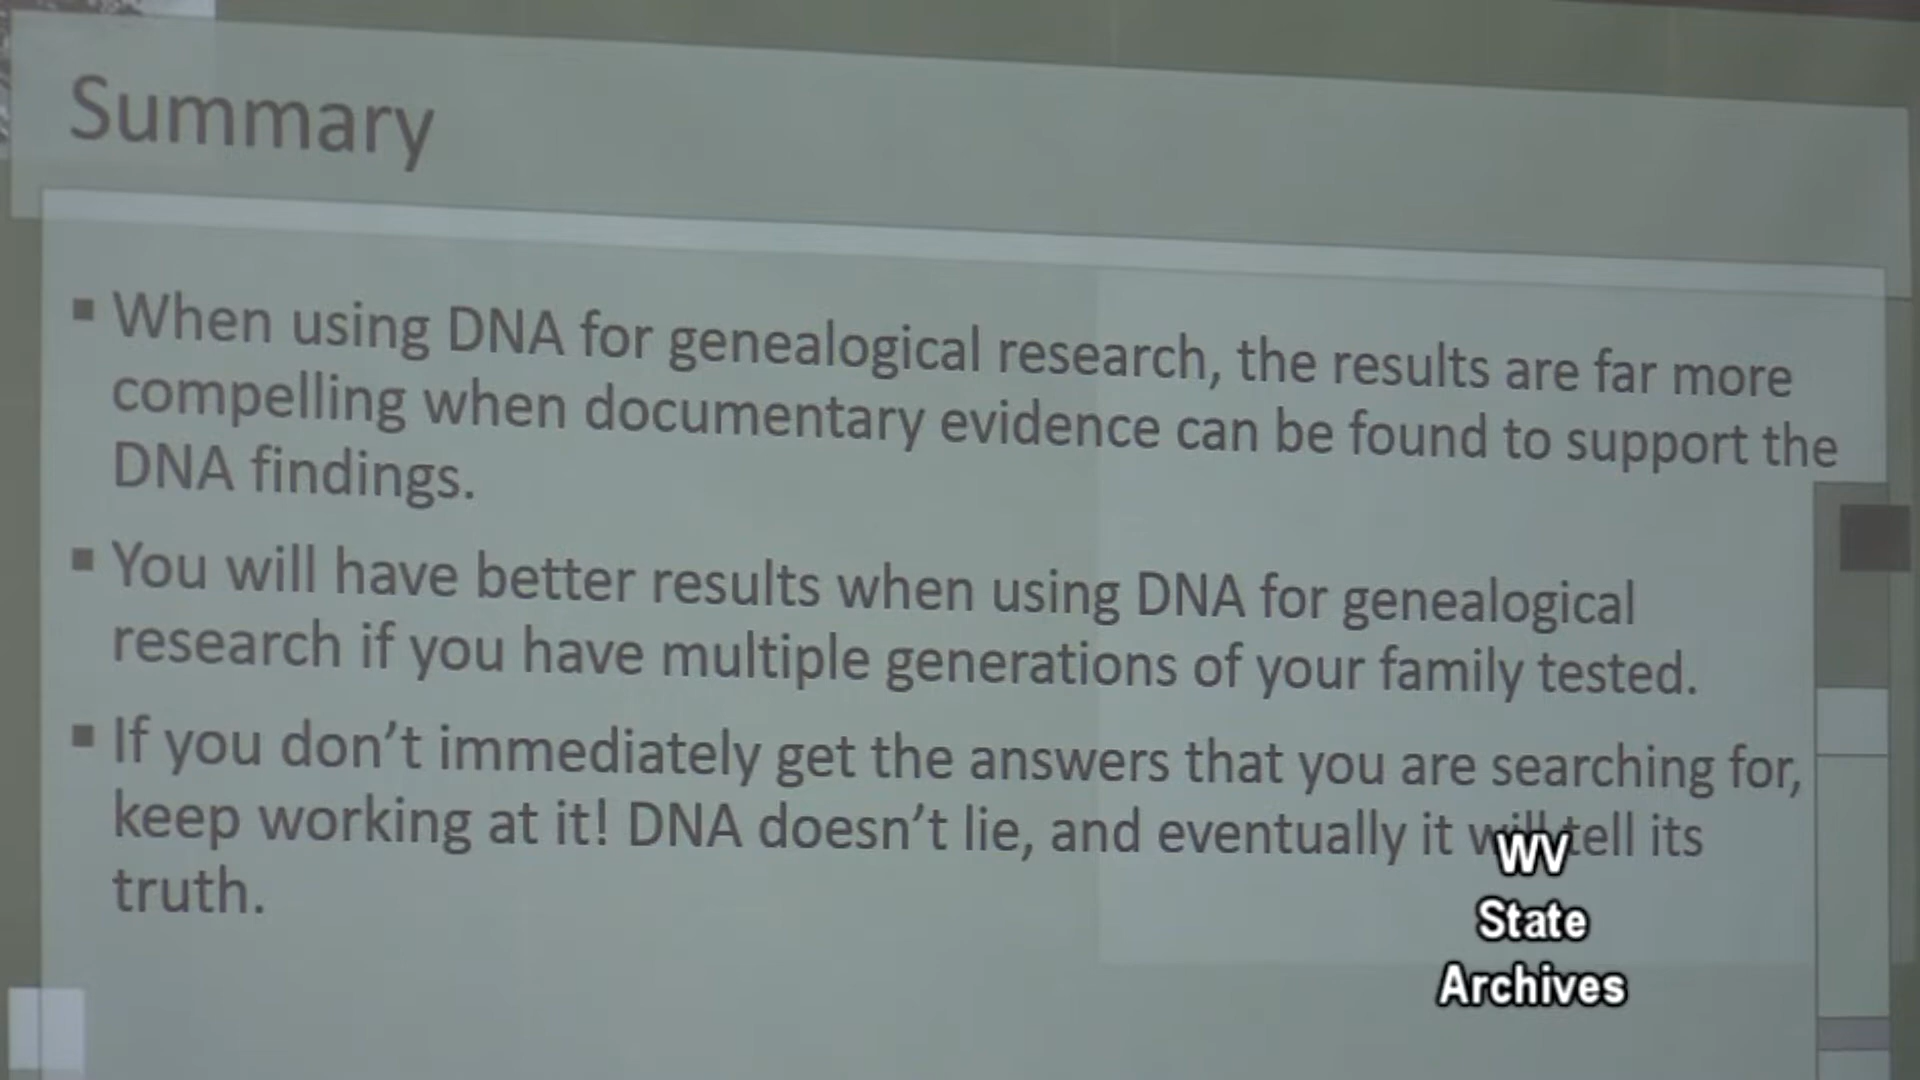 Summary
▪ When using DNA for genealogical research, the results are far more
compelling when documentary evidence can be found to support the
DNA findings.
▪ You will have better results when using DNA for genealogical
research if you have multiple generations of your family tested.
▪ If you don't immediately get the answers that you are searching for,
keep working at it! DNA doesn't lie, and eventually it will tell its
truth.
WV
State
Archives